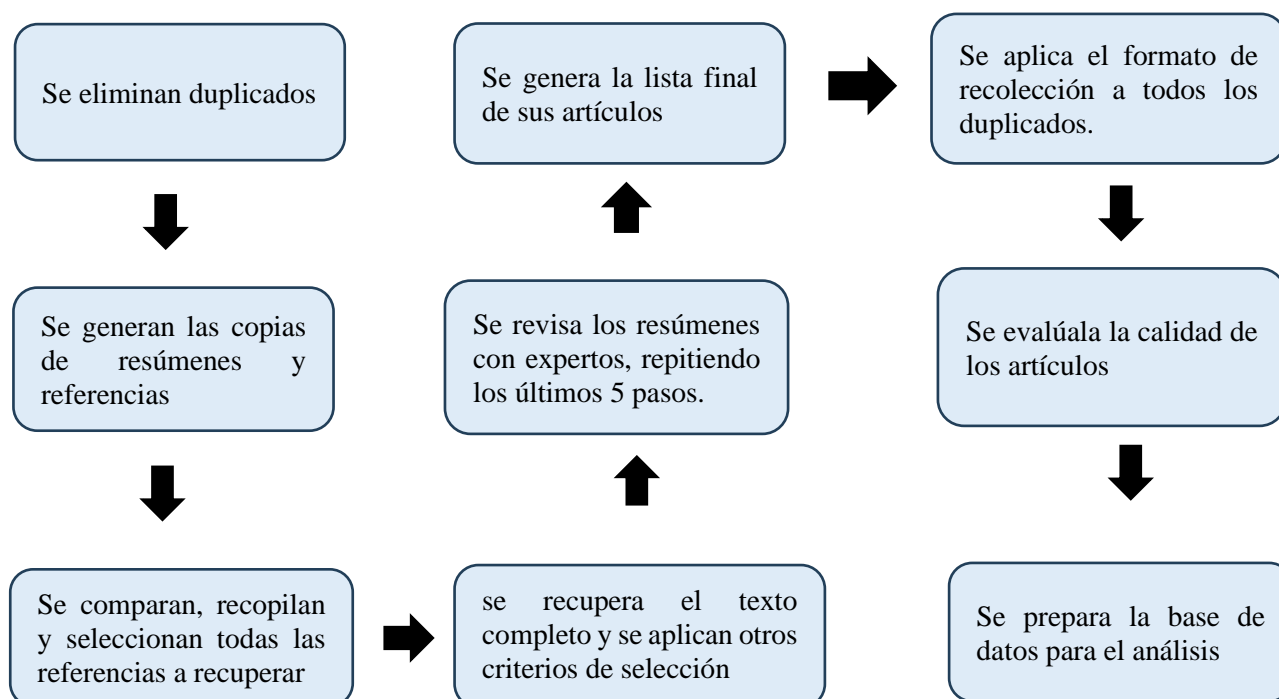 Se eliminan duplicados
Se generan las copias
de resúmenes y
referencias
Se comparan, recopilan
y seleccionan todas las
referencias a recuperar
se recupera el texto
completo y se aplican otros
criterios de selección
Se revisa los resúmenes
con expertos, repitiendo
los últimos 5 pasos.
Se genera la lista final
de sus artículos
Se aplica el formato de
recolección a todos los
duplicados.
Se evalúala la calidad de
los artículos
Se prepara la base de
datos para el análisis